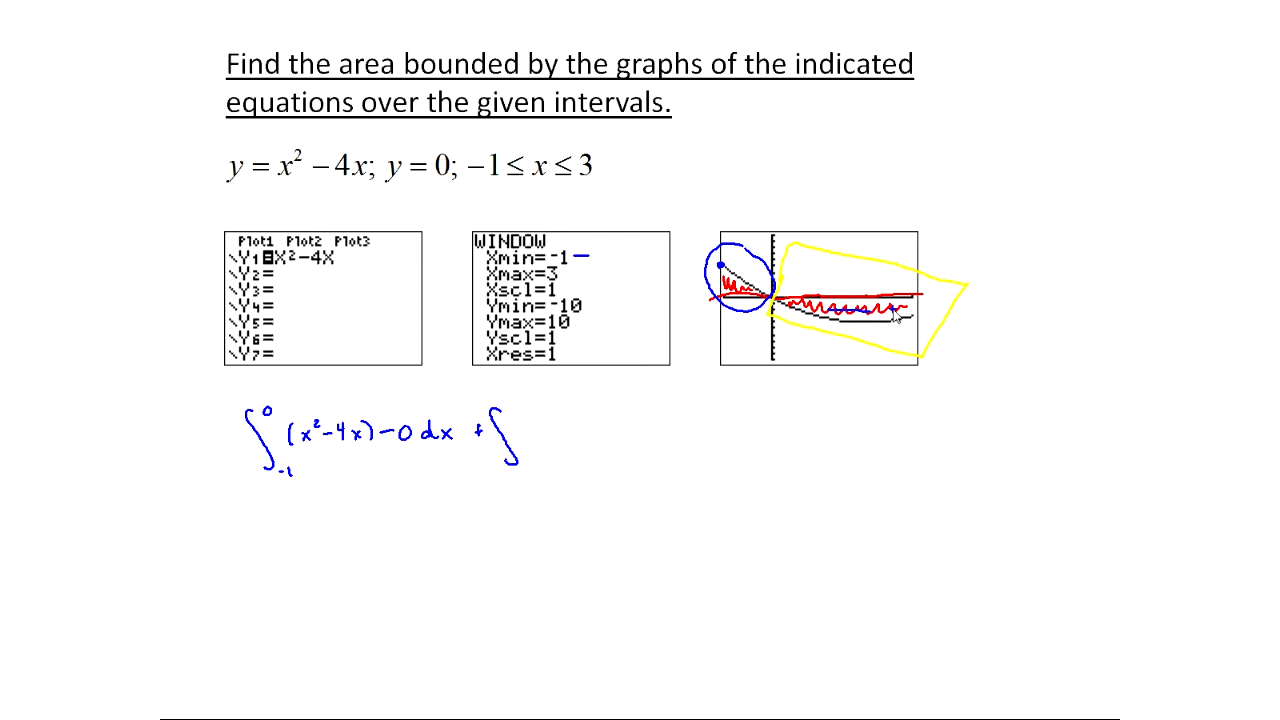 Find the area bounded by the graphs of the indicated
equations over the given intervals.
y = x² − 4x; y = 0; −1 ≤ x ≤ 3
Plot1 Plot2 Plot3
\Y₁=X²-4X
\Y₂=
\Y₃=
\Y₄=
\Y₅=
\Y₆=
\Y₇=
WINDOW
Xmin=-1
Xmax=3
Xscl=1
Ymin=-10
Ymax=10
Yscl=1
Xres=1
∫₋₁⁰ (x²-4x)-0 dx + ∫